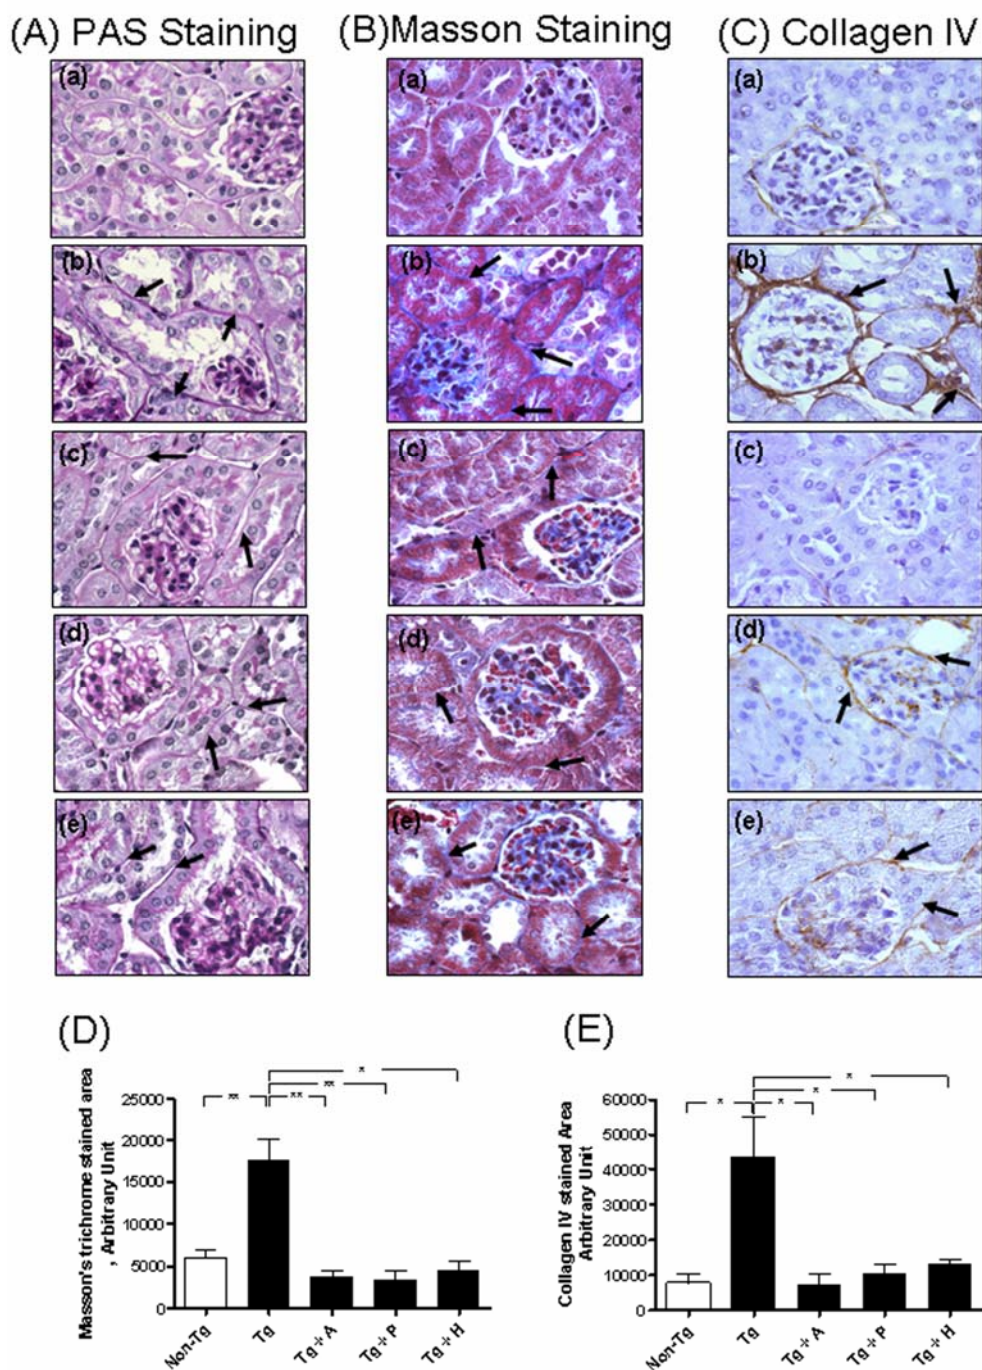 (A) PAS Staining
(B)Masson Staining
(C) Collagen IV
(a)
(a)
(a)
(b)
(b)
(b)
(c)
(c)
(c)
(d)
(d)
(d)
(e)
(e)
(e)
(D)
(E)
Masson's trichrome stained area
, Arbitrary Unit
25000
20000
15000
10000
5000
0
**
**
**
*
Non-Tg
Tg
Tg+A
Tg+P
Tg+H
Collagen IV stained Area
Arbitrary Unit
60000
50000
40000
30000
20000
10000
0
*
*
*
*
Non-Tg
Tg
Tg+A
Tg+P
Tg+H